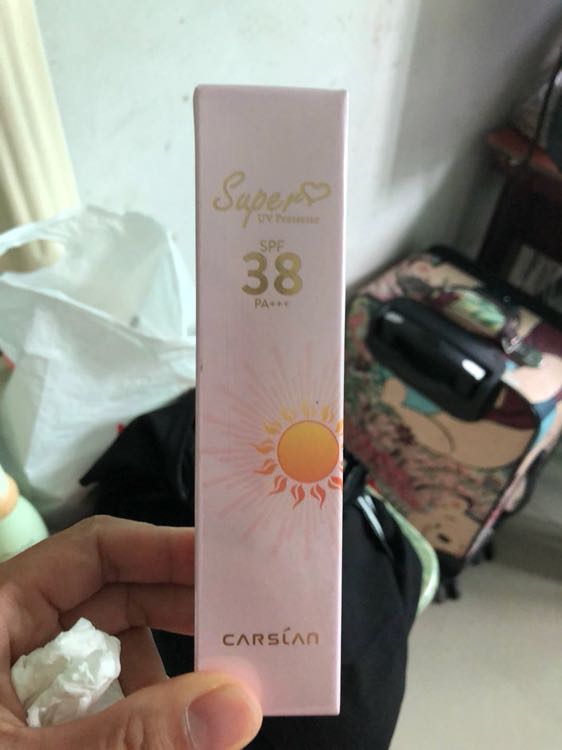 Super
UV Protector
SPF
38
PA+++
CARSLAN